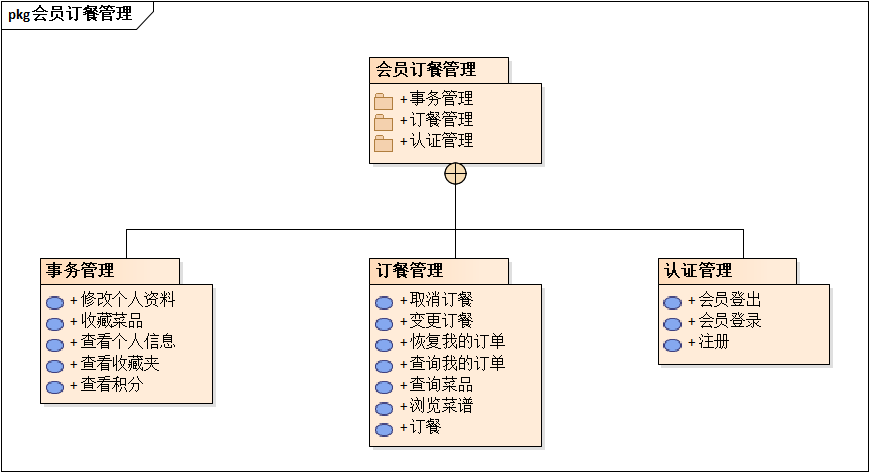 pkg 会员订餐管理
会员订餐管理
+事务管理
+订餐管理
+认证管理
事务管理
+修改个人资料
+收藏菜品
+查看个人信息
+查看收藏夹
+查看积分
订餐管理
+取消订餐
+变更订餐
+恢复我的订单
+查询我的订单
+查询菜品
+浏览菜谱
+订餐
认证管理
+会员登出
+会员登录
+注册